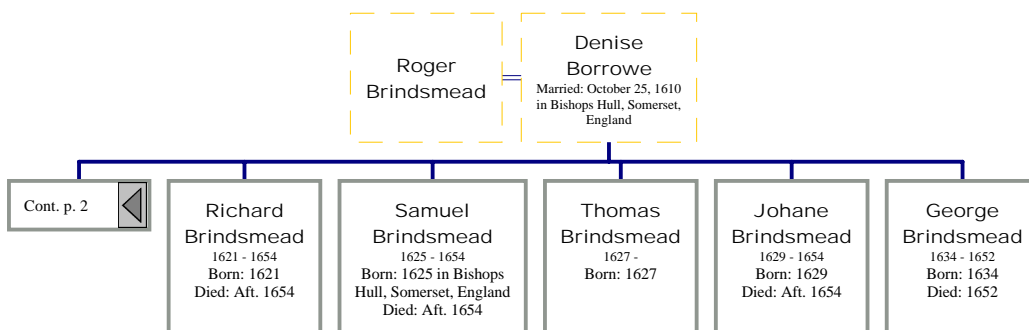 Roger
Brindsmead
Denise
Borrowe
Married: October 25, 1610
in Bishops Hull, Somerset,
England
Cont. p. 2
Richard
Brindsmead
1621 - 1654
Born: 1621
Died: Aft. 1654
Samuel
Brindsmead
1625 - 1654
Born: 1625 in Bishops
Hull, Somerset, England
Died: Aft. 1654
Thomas
Brindsmead
1627 -
Born: 1627
Johane
Brindsmead
1629 - 1654
Born: 1629
Died: Aft. 1654
George
Brindsmead
1634 - 1652
Born: 1634
Died: 1652